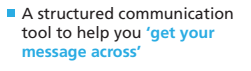 ■ A structured communication
tool to help you ‘get your
message across’